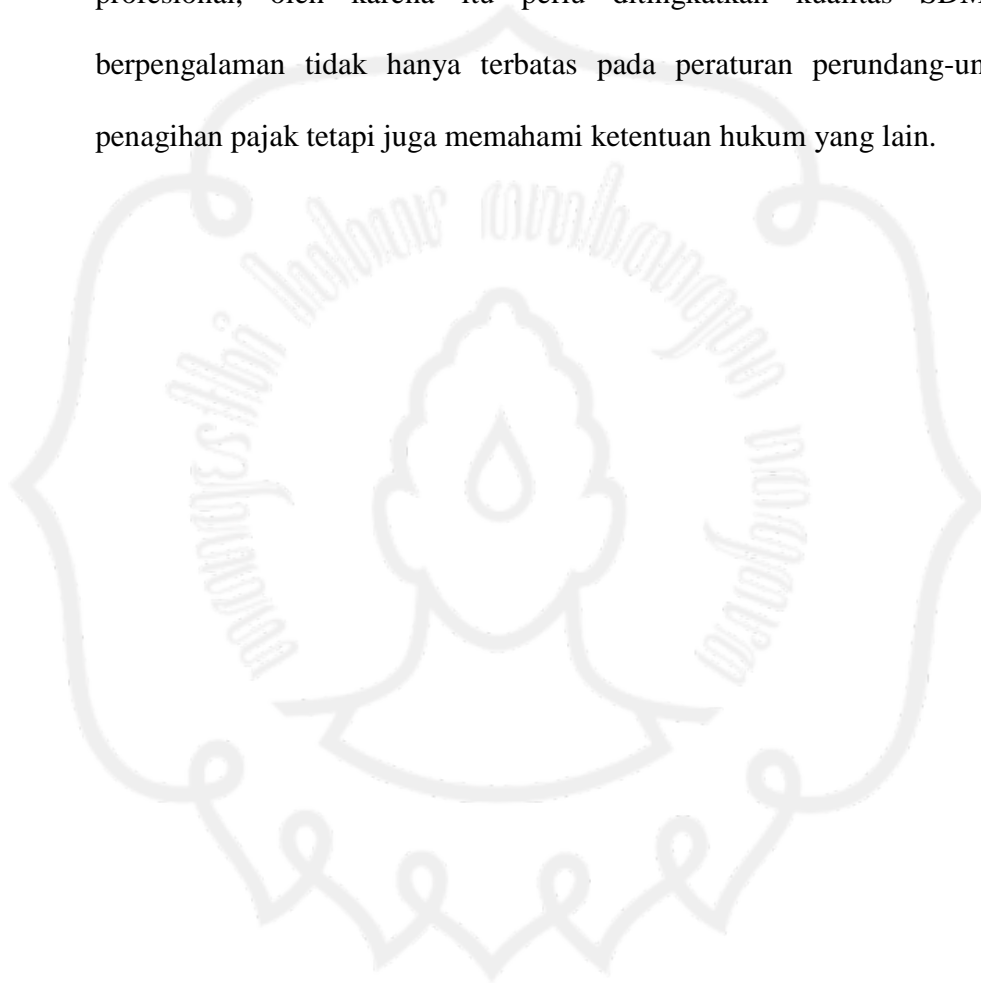 profesional, oleh karena itu perlu ditingkatkan kualitas SDM
berpengalaman tidak hanya terbatas pada peraturan perundang-un
penagihan pajak tetapi juga memahami ketentuan hukum yang lain.